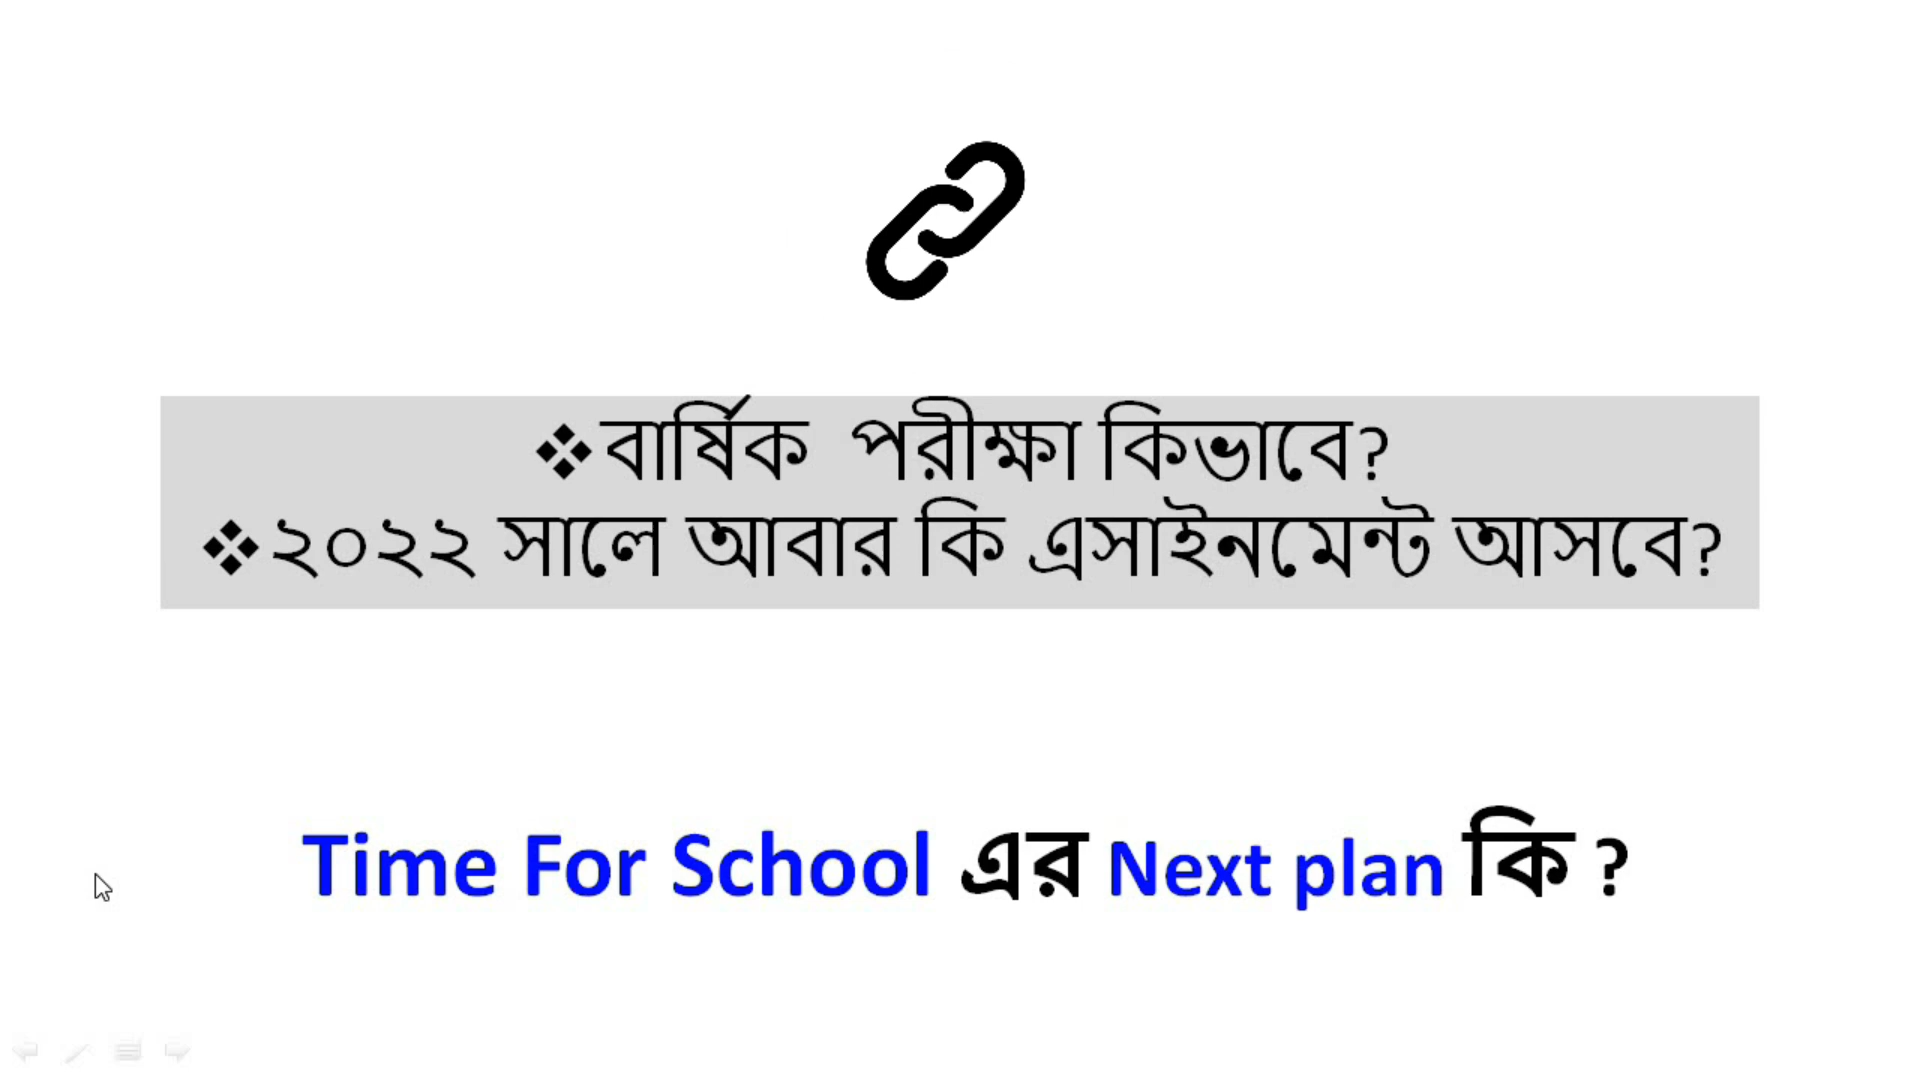 ❖বার্ষিক পরীক্ষা কিভাবে?
❖২০২২ সালে আবার কি এসাইনমেন্ট আসবে?
Time For School এর Next plan কি ?